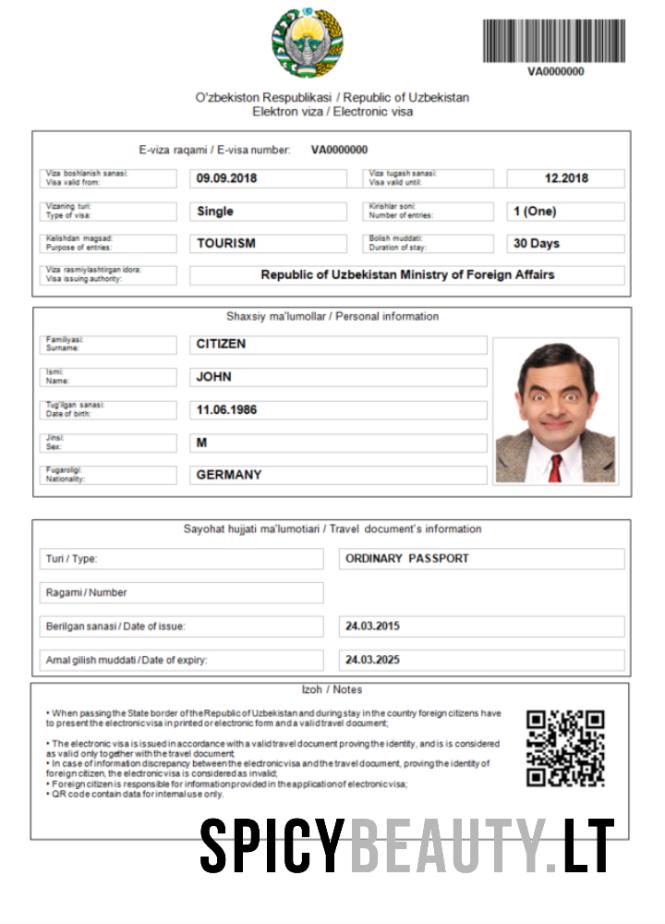 VA0000000
O'zbekiston Respublikasi / Republic of Uzbekistan
Elektron viza / Electronic visa
E-viza raqami / E-visa number: VA0000000
Viza boshlanish sanasi:
Visa valid from:
09.09.2018
Viza tugash sanasi:
Visa valid until:
12.2018
Vizaning turi:
Type of visa:
Single
Kirishlar soni:
Number of entries:
1 (One)
Kelishdan magsad:
Purpose of entries:
TOURISM
Bolish muddati:
Duration of stay:
30 Days
Viza rasmiylashtirgan idora:
Visa issuing authority:
Republic of Uzbekistan Ministry of Foreign Affairs
Shaxsiy ma'lumollar / Personal information
Familiyasi:
Surname:
CITIZEN
Ismi:
Name:
JOHN
Tug'ilgan sanasi:
Date of birth:
11.06.1986
Jinsi:
Sex:
M
Fugaroligi:
Nationality:
GERMANY
Sayohat hujjati ma'lumotiari / Travel document's information
Turi / Type:
ORDINARY PASSPORT
Ragami / Number
Berilgan sanasi / Date of issue:
24.03.2015
Amal gilish muddati / Date of expiry:
24.03.2025
Izoh / Notes
• When passing the State border of the Republic of Uzbekistan and during stay in the country foreign citizens have
to present the electronic visa in printed or electronic form and a valid travel document;
• The electronic visa is issued in accordance with a valid travel document proving the identity, and is is considered
as valid only together with the travel document;
• In case of information discrepancy between the electronic visa and the travel document, proving the identity of
foreign citizen, the electronic visa is considered as invalid;
• Foreign citizen is responsible for information provided in the application of electronic visa;
• QR code contain data for internal use only.
SPICYBEAUTY.LT